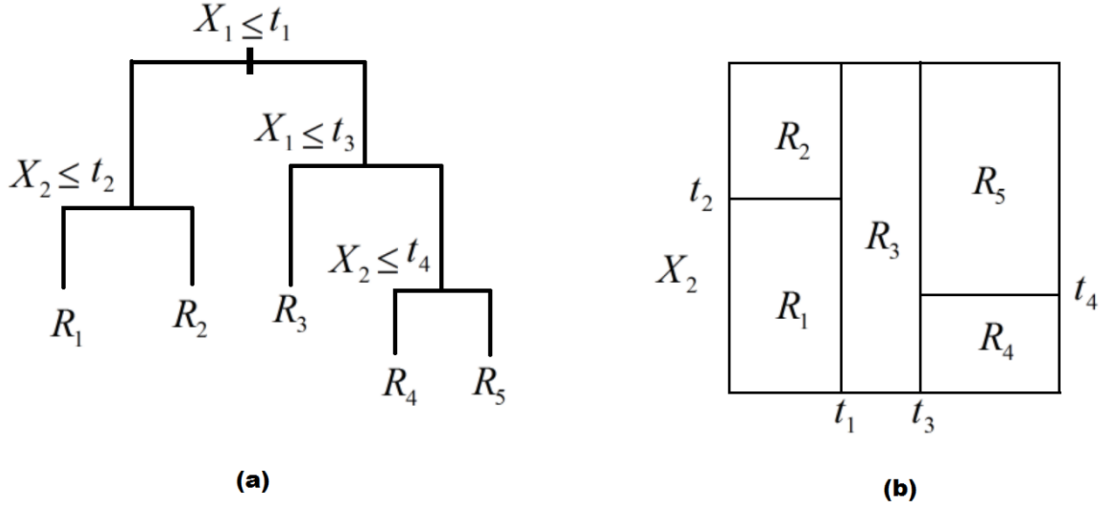 X₁ ≤ t₁
X₁ ≤ t₃
X₂ ≤ t₂
X₂ ≤ t₄
R₁
R₂
R₃
R₄
R₅
(a)
R₂
R₅
t₂
R₃
X₂
t₄
R₁
R₄
t₁
t₃
(b)